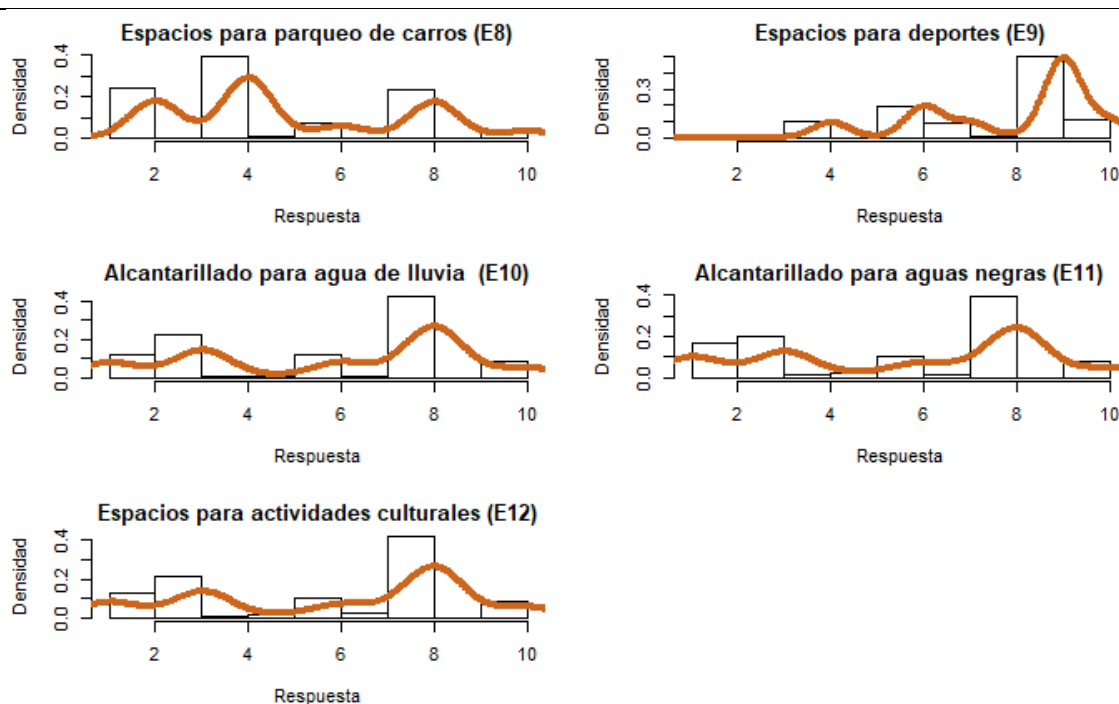 Espacios para parqueo de carros (E8)
Densidad
0.0 0.2 0.4
2 4 6 8 10
Respuesta
Espacios para deportes (E9)
Densidad
0.0 0.3
2 4 6 8 10
Respuesta
Alcantarillado para agua de lluvia (E10)
Densidad
0.0 0.2 0.4
2 4 6 8 10
Respuesta
Alcantarillado para aguas negras (E11)
Densidad
0.0 0.2 0.4
2 4 6 8 10
Respuesta
Espacios para actividades culturales (E12)
Densidad
0.0 0.2 0.4
2 4 6 8 10
Respuesta